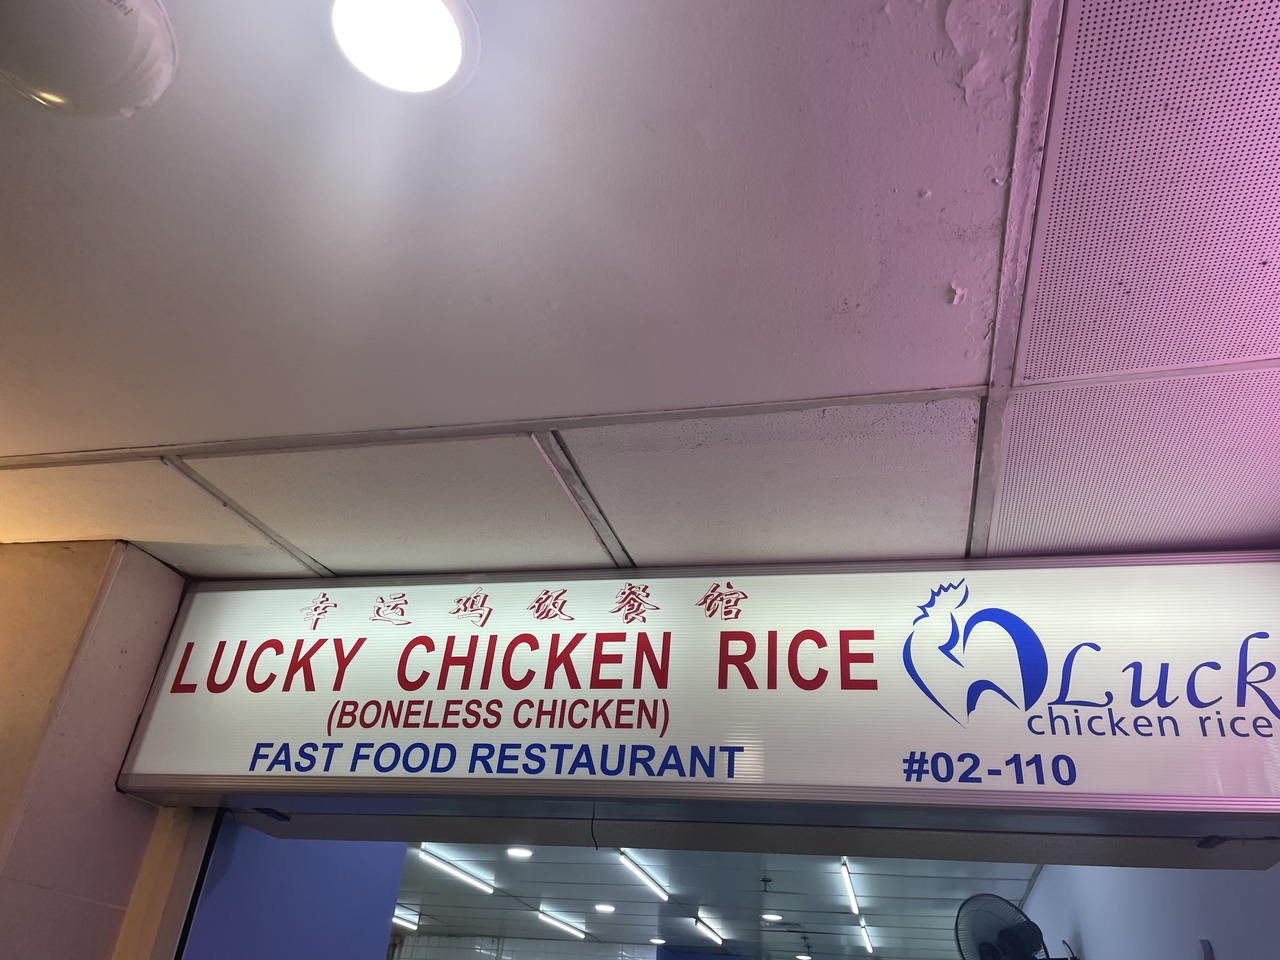 幸运鸡饭餐馆
LUCKY CHICKEN RICE
(BONELESS CHICKEN)
FAST FOOD RESTAURANT
#02-110
Luck
chicken rice